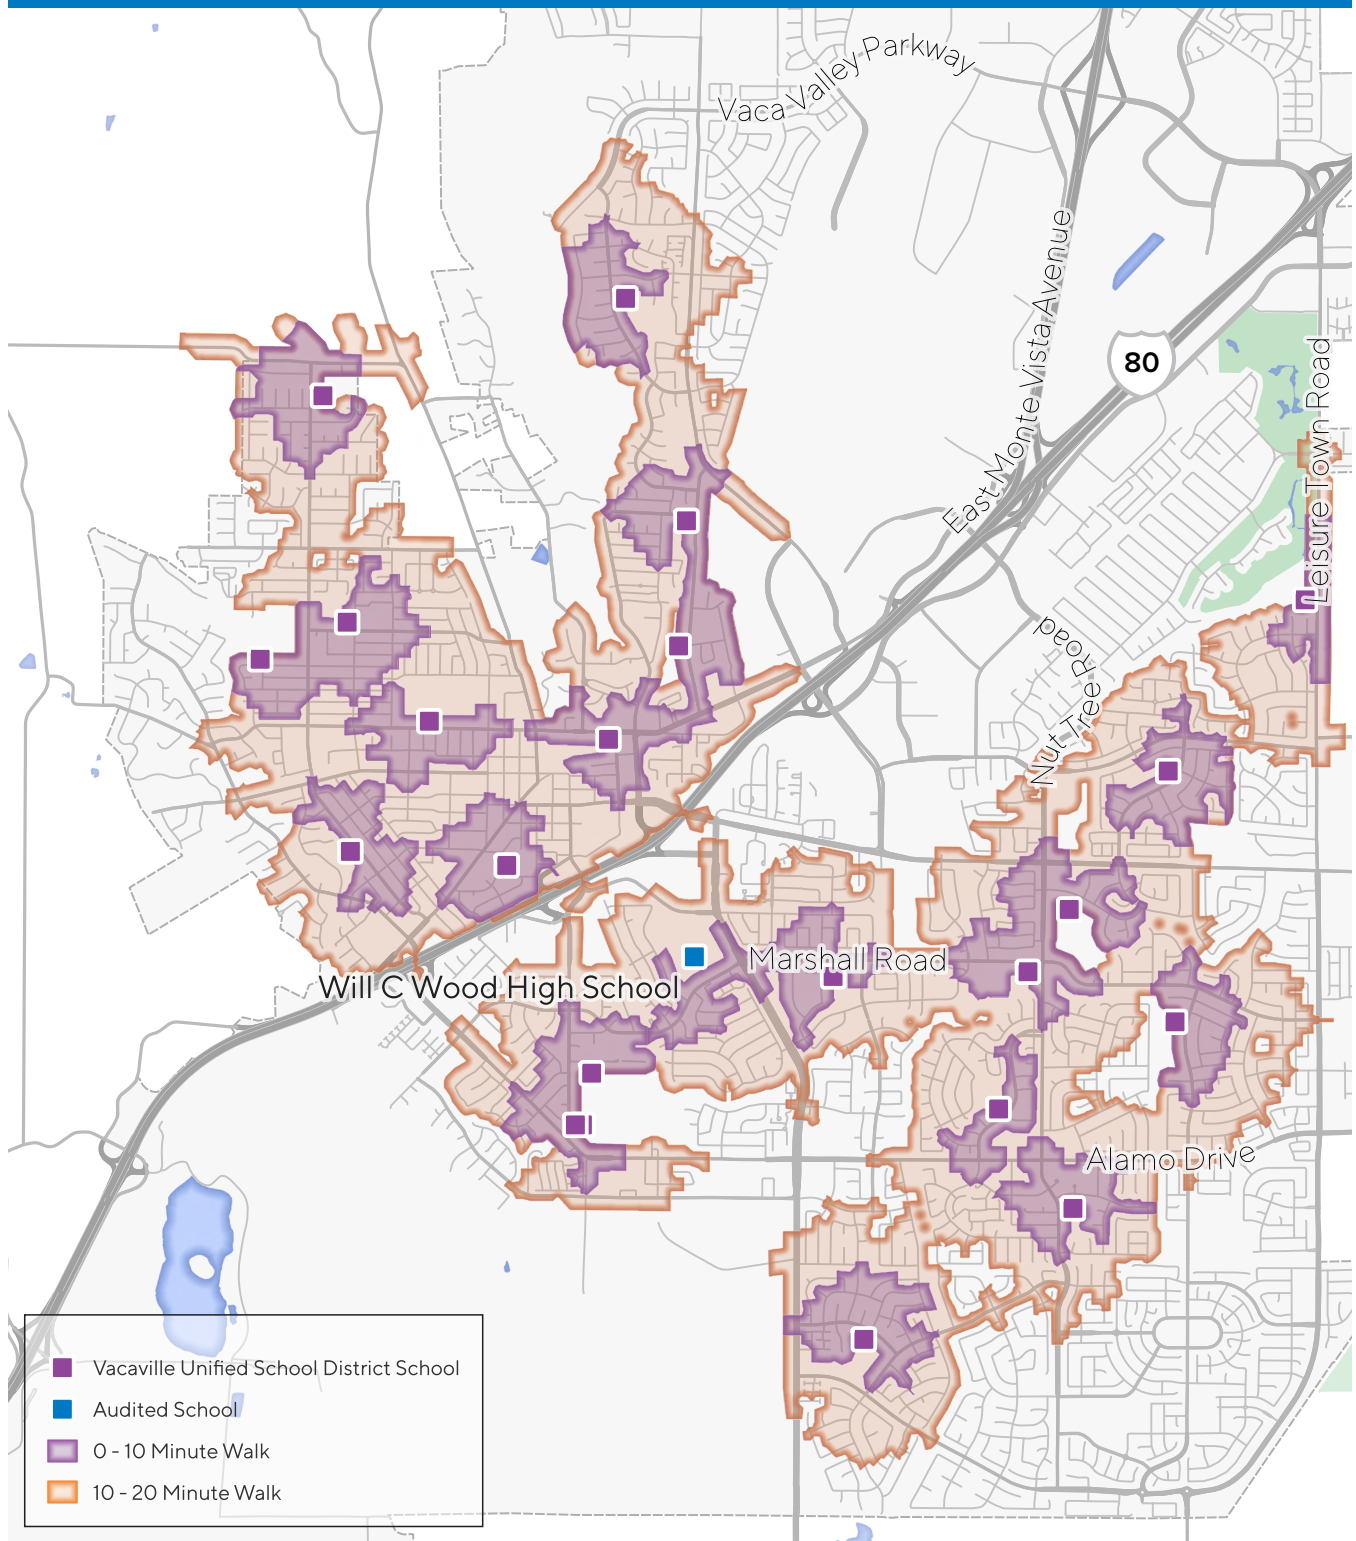 Vaca Valley Parkway
East Monte Vista Avenue
80
Leisure Town Road
Nut Tree Road
Marshall Road
Will C Wood High School
Alamo Drive
Vacaville Unified School District School
Audited School
0 - 10 Minute Walk
10 - 20 Minute Walk